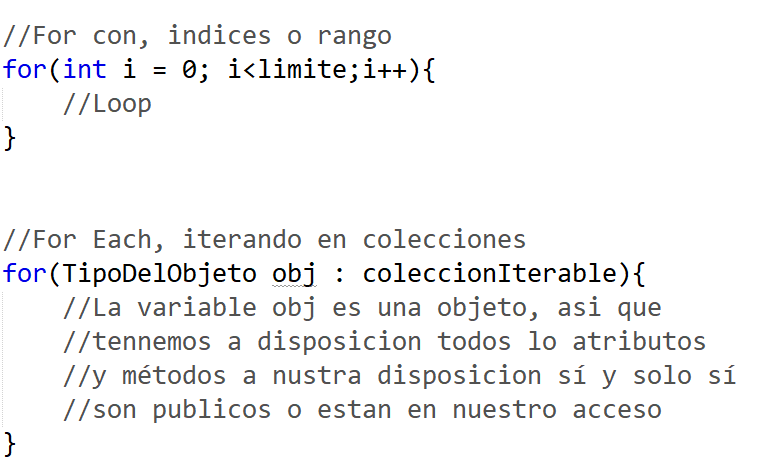 //For con, indices o rango
for(int i = 0; i<limite;i++){
//Loop
}
//For Each, iterando en colecciones
for(TipoDelObjeto obj : coleccionIterable){
//La variable obj es una objeto, asi que
//tennemos a disposicion todos lo atributos
//y métodos a nustra disposicion sí y solo sí
//son publicos o estan en nuestro acceso
}